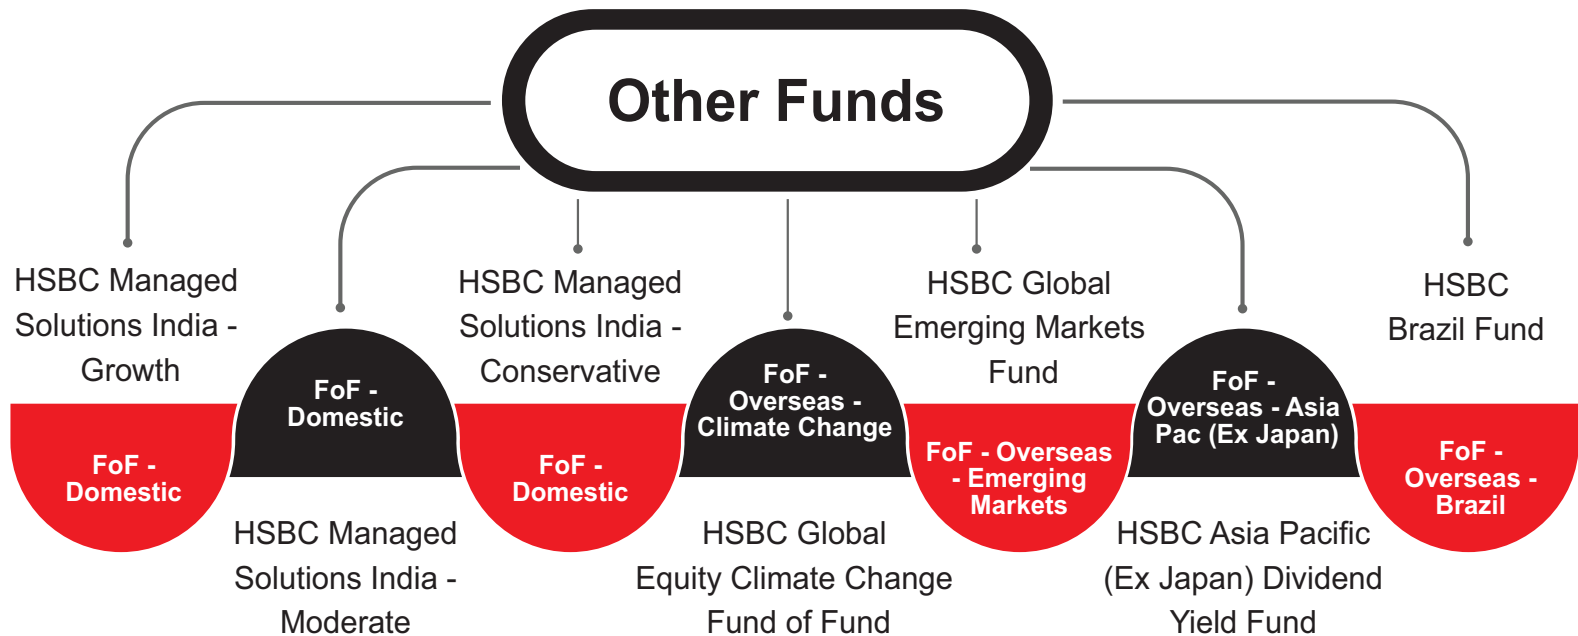 Other Funds
HSBC Managed
Solutions India -
Growth
FoF -
Domestic
FoF -
Domestic
HSBC Managed
Solutions India -
Moderate
HSBC Managed
Solutions India -
Conservative
FoF -
Domestic
FoF -
Overseas -
Climate Change
HSBC Global
Equity Climate Change
Fund of Fund
HSBC Global
Emerging Markets
Fund
FoF - Overseas
- Emerging
Markets
FoF -
Overseas - Asia
Pac (Ex Japan)
HSBC Asia Pacific
(Ex Japan) Dividend
Yield Fund
HSBC
Brazil Fund
FoF -
Overseas -
Brazil